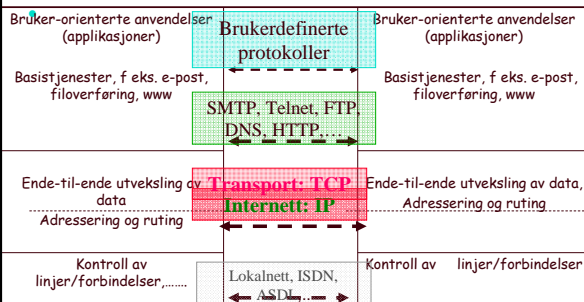 Bruker-orienterte anvendelser
(applikasjoner)
Basistjenester, f eks. e-post,
filoverføring, www
Ende-til-ende utveksling av
data
Adressering og ruting
Kontroll av
linjer/forbindelser,.......
Brukerdefinerte
protokoller
SMTP, Telnet, FTP,
DNS, HTTP,…
Transport: TCP
Internett: IP
Lokalnett, ISDN,
ASDL...
Bruker-orienterte anvendelser
(applikasjoner)
Basistjenester, f eks. e-post,
filoverføring, www
Ende-til-ende utveksling av data,
Adressering og ruting
Kontroll av linjer/forbindelser